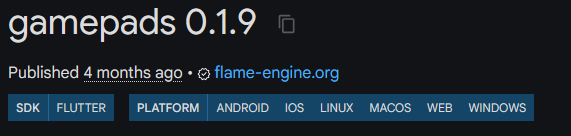 gamepads 0.1.9
Published 4 months ago • flame-engine.org
SDK FLUTTER PLATFORM ANDROID IOS LINUX MACOS WEB WINDOWS